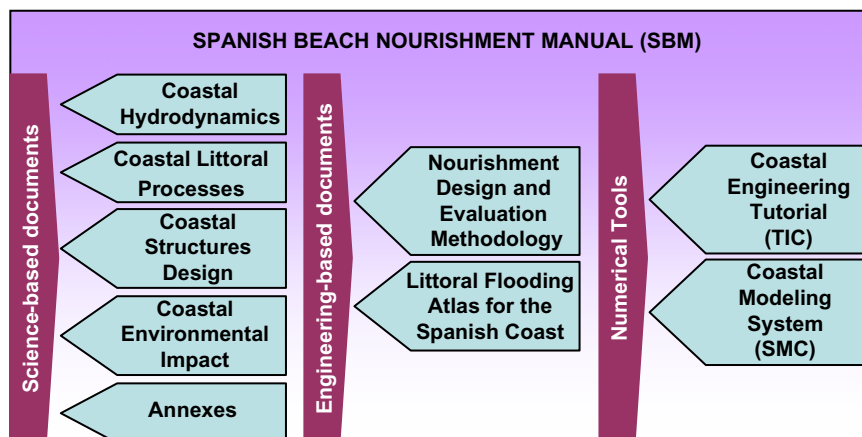 SPANISH BEACH NOURISHMENT MANUAL (SBM)
Science-based documents
Coastal
Hydrodynamics
Coastal Littoral
Processes
Coastal
Structures
Design
Coastal
Environmental
Impact
Annexes
Engineering-based documents
Nourishment
Design and
Evaluation
Methodology
Littoral Flooding
Atlas for the
Spanish Coast
Numerical Tools
Coastal
Engineering
Tutorial
(TIC)
Coastal
Modeling
System
(SMC)